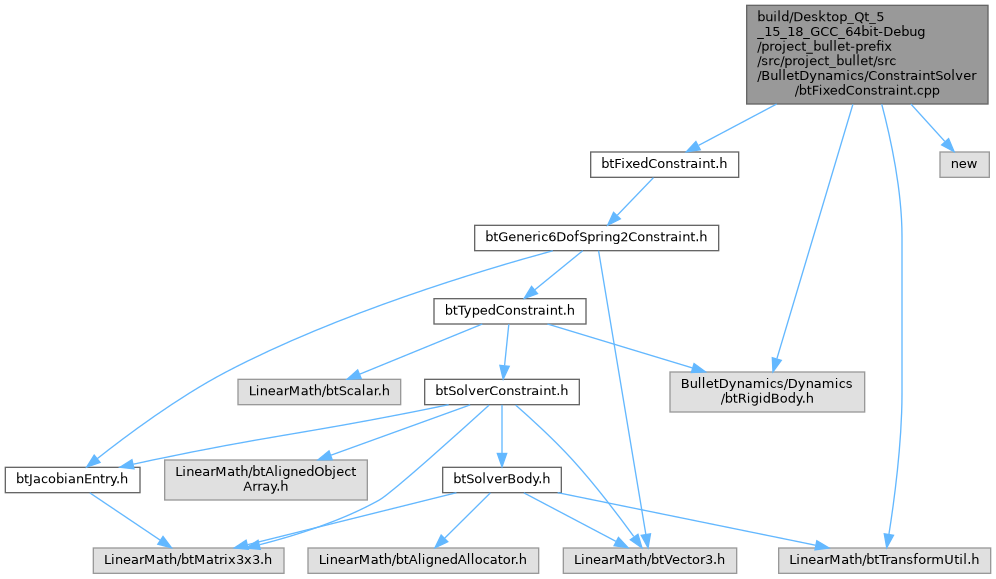 build/Desktop_Qt_5
_15_18_GCC_64bit-Debug
/project_bullet-prefix
/src/project_bullet/src
/BulletDynamics/ConstraintSolver
/btFixedConstraint.cpp
btFixedConstraint.h
new
btGeneric6DofSpring2Constraint.h
btTypedConstraint.h
LinearMath/btScalar.h
btSolverConstraint.h
BulletDynamics/Dynamics
/btRigidBody.h
btJacobianEntry.h
LinearMath/btAlignedObject
Array.h
btSolverBody.h
LinearMath/btMatrix3x3.h
LinearMath/btAlignedAllocator.h
LinearMath/btVector3.h
LinearMath/btTransformUtil.h